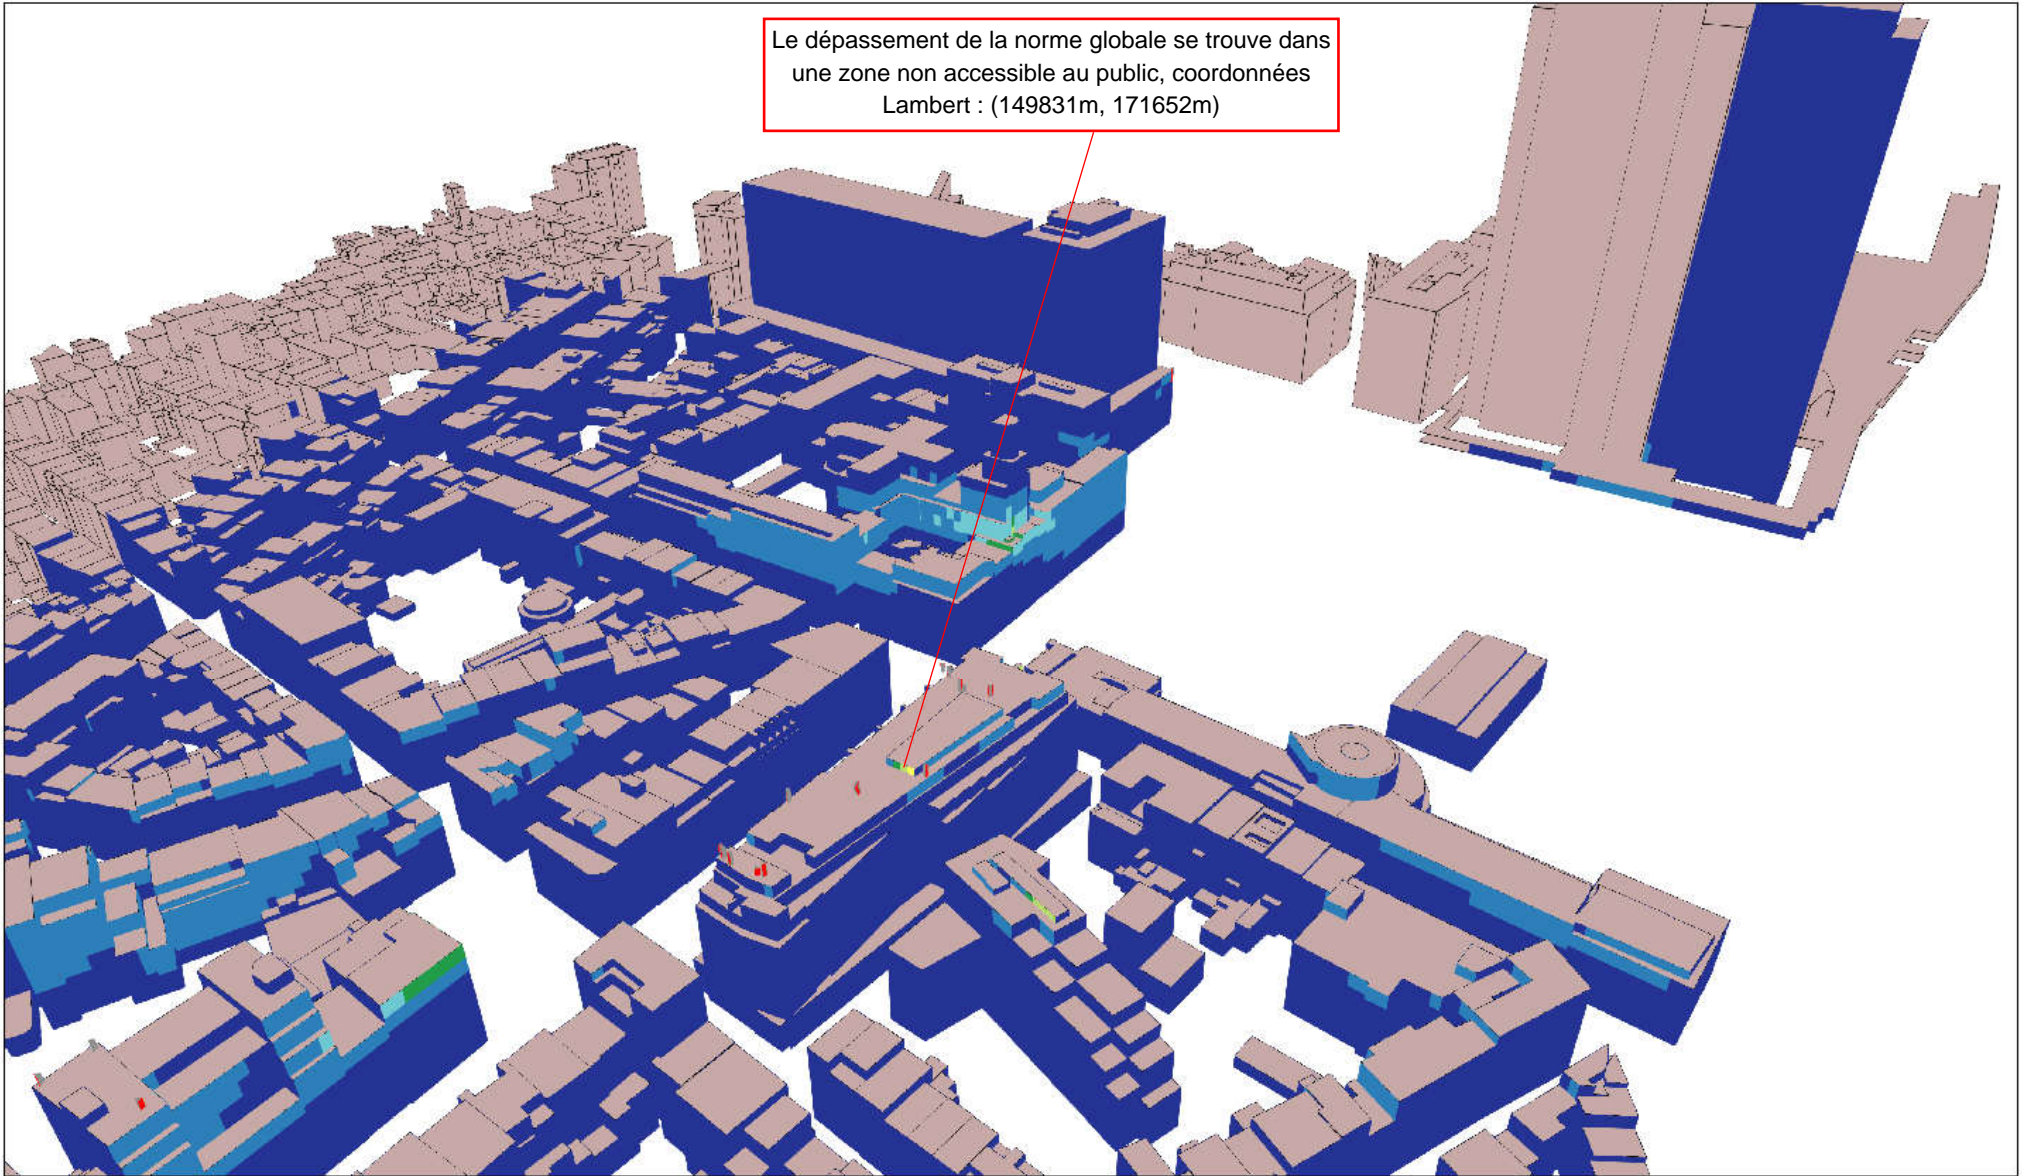 Le dépassement de la norme globale se trouve dans
une zone non accessible au public, coordonnées
Lambert : (149831m, 171652m)